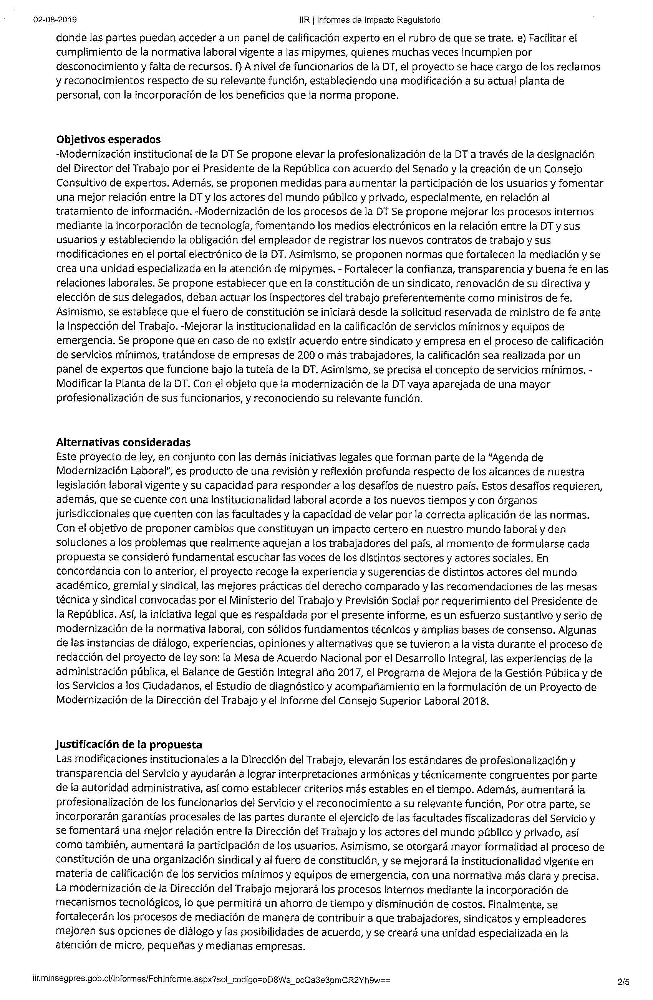 02-08-2019
IIR | Informes de Impacto Regulatorio
donde las partes puedan acceder a un panel de calificación experto en el rubro de que se trate. e) Facilitar el
cumplimiento de la normativa laboral vigente a las mipymes, quienes muchas veces incumplen por
desconocimiento y falta de recursos. f) A nivel de funcionarios de la DT, el proyecto se hace cargo de los reclamos
y reconocimientos respecto de su relevante función, estableciendo una modificación a su actual planta de
personal, con la incorporación de los beneficios que la norma propone.
Objetivos esperados
-Modernización institucional de la DT Se propone elevar la profesionalización de la DT a través de la designación
del Director del Trabajo por el Presidente de la República con acuerdo del Senado y la creación de un Consejo
Consultivo de expertos. Además, se proponen medidas para aumentar la participación de los usuarios y fomentar
una mejor relación entre la DT y los actores del mundo público y privado, especialmente, en relación al
tratamiento de información. -Modernización de los procesos de la DT Se propone mejorar los procesos internos
mediante la incorporación de tecnología, fomentando los medios electrónicos en la relación entre la DT y sus
usuarios y estableciendo la obligación del empleador de registrar los nuevos contratos de trabajo y sus
modificaciones en el portal electrónico de la DT. Asimismo, se proponen normas que fortalecen la mediación y se
crea una unidad especializada en la atención de mipymes. - Fortalecer la confianza, transparencia y buena fe en las
relaciones laborales. Se propone establecer que en la constitución de un sindicato, renovación de su directiva y
elección de sus delegados, deban actuar los inspectores del trabajo preferentemente como ministros de fe.
Asimismo, se establece que el fuero de constitución se iniciará desde la solicitud reservada de ministro de fe ante
la Inspección del Trabajo. -Mejorar la institucionalidad en la calificación de servicios mínimos y equipos de
emergencia. Se propone que en caso de no existir acuerdo entre sindicato y empresa en el proceso de calificación
de servicios mínimos, tratándose de empresas de 200 o más trabajadores, la calificación sea realizada por un
panel de expertos que funcione bajo la tutela de la DT. Asimismo, se precisa el concepto de servicios mínimos. -
Modificar la Planta de la DT. Con el objeto que la modernización de la DT vaya aparejada de una mayor
profesionalización de sus funcionarios, y reconociendo su relevante función.
Alternativas consideradas
Este proyecto de ley, en conjunto con las demás iniciativas legales que forman parte de la "Agenda de
Modernización Laboral", es producto de una revisión y reflexión profunda respecto de los alcances de nuestra
legislación laboral vigente y su capacidad para responder a los desafíos de nuestro país. Estos desafíos requieren,
además, que se cuente con una institucionalidad laboral acorde a los nuevos tiempos y con órganos
jurisdiccionales que cuenten con las facultades y la capacidad de velar por la correcta aplicación de las normas.
Con el objetivo de proponer cambios que constituyan un impacto certero en nuestro mundo laboral y den
soluciones a los problemas que realmente aquejan a los trabajadores del país, al momento de formularse cada
propuesta se consideró fundamental escuchar las voces de los distintos sectores y actores sociales. En
concordancia con lo anterior, el proyecto recoge la experiencia y sugerencias de distintos actores del mundo
académico, gremial y sindical, las mejores prácticas del derecho comparado y las recomendaciones de las mesas
técnica y sindical convocadas por el Ministerio del Trabajo y Previsión Social por requerimiento del Presidente de
la República. Así, la iniciativa legal que es respaldada por el presente informe, es un esfuerzo sustantivo y serio de
modernización de la normativa laboral, con sólidos fundamentos técnicos y amplias bases de consenso. Algunas
de las instancias de diálogo, experiencias, opiniones y alternativas que se tuvieron a la vista durante el proceso de
redacción del proyecto de ley son: la Mesa de Acuerdo Nacional por el Desarrollo Integral, las experiencias de la
administración pública, el Balance de Gestión Integral año 2017, el Programa de Mejora de la Gestión Pública y de
los Servicios a los Ciudadanos, el Estudio de diagnóstico y acompañamiento en la formulación de un Proyecto de
Modernización de la Dirección del Trabajo y el Informe del Consejo Superior Laboral 2018.
Justificación de la propuesta
Las modificaciones institucionales a la Dirección del Trabajo, elevarán los estándares de profesionalización y
transparencia del Servicio y ayudarán a lograr interpretaciones armónicas y técnicamente congruentes por parte
de la autoridad administrativa, así como establecer criterios más estables en el tiempo. Además, aumentará la
profesionalización de los funcionarios del Servicio y el reconocimiento a su relevante función, Por otra parte, se
incorporarán garantías procesales de las partes durante el ejercicio de las facultades fiscalizadoras del Servicio y
se fomentará una mejor relación entre la Dirección del Trabajo y los actores del mundo público y privado, así
como también, aumentará la participación de los usuarios. Asimismo, se otorgará mayor formalidad al proceso de
constitución de una organización sindical y al fuero de constitución, y se mejorará la institucionalidad vigente en
materia de calificación de los servicios mínimos y equipos de emergencia, con una normativa más clara y precisa.
La modernización de la Dirección del Trabajo mejorará los procesos internos mediante la incorporación de
mecanismos tecnológicos, lo que permitirá un ahorro de tiempo y disminución de costos. Finalmente, se
fortalecerán los procesos de mediación de manera de contribuir a que trabajadores, sindicatos y empleadores
mejoren sus opciones de diálogo y las posibilidades de acuerdo, y se creará una unidad especializada en la
atención de micro, pequeñas y medianas empresas.
iir.minsegpres.gob.cl/Informes/FchInforme.aspx?sol_codigo=oD8Ws_ocQa3e3pmCR2Yh9w==
2/5